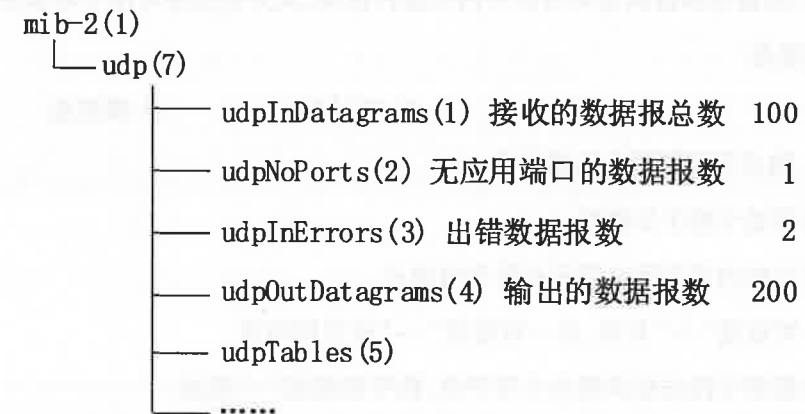 mib-2(1)
udp(7)
udpInDatagrams(1) 接收的数据报总数 100
udpNoPorts(2) 无应用端口的数据报数 1
udpInErrors(3) 出错数据报数 2
udpOutDatagrams(4) 输出的数据报数 200
udpTables(5)
……